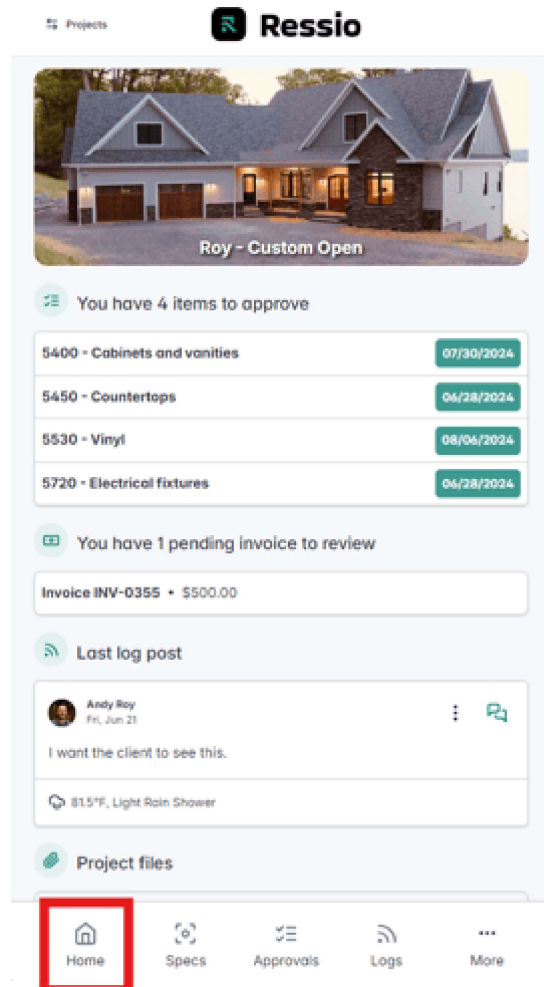 Projects
Ressio
Roy - Custom Open
You have 4 items to approve
5400 - Cabinets and vanities 07/30/2024
5450 - Countertops 06/28/2024
5530 - Vinyl 08/06/2024
5720 - Electrical fixtures 06/28/2024
You have 1 pending invoice to review
Invoice INV-0355 • $500.00
Last log post
Andy Roy
Fri, Jun 21
I want the client to see this.
81.5°F, Light Rain Shower
Project files
Home Specs Approvals Logs More